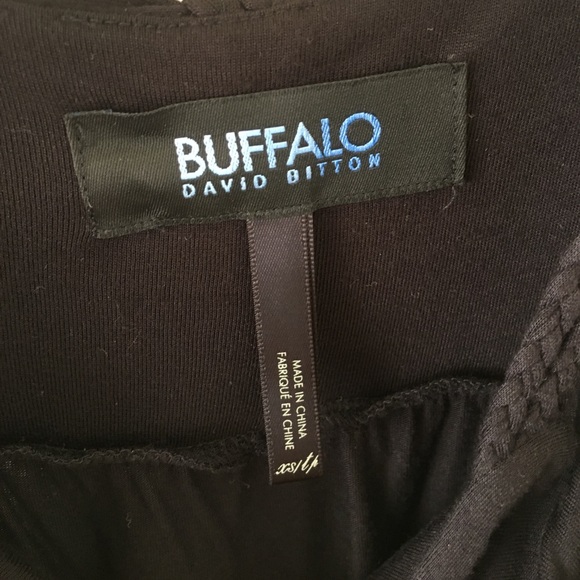 BUFFALO
DAVID BITTON
MADE IN CHINA
FABRIQUÉ EN CHINE
xs/tp